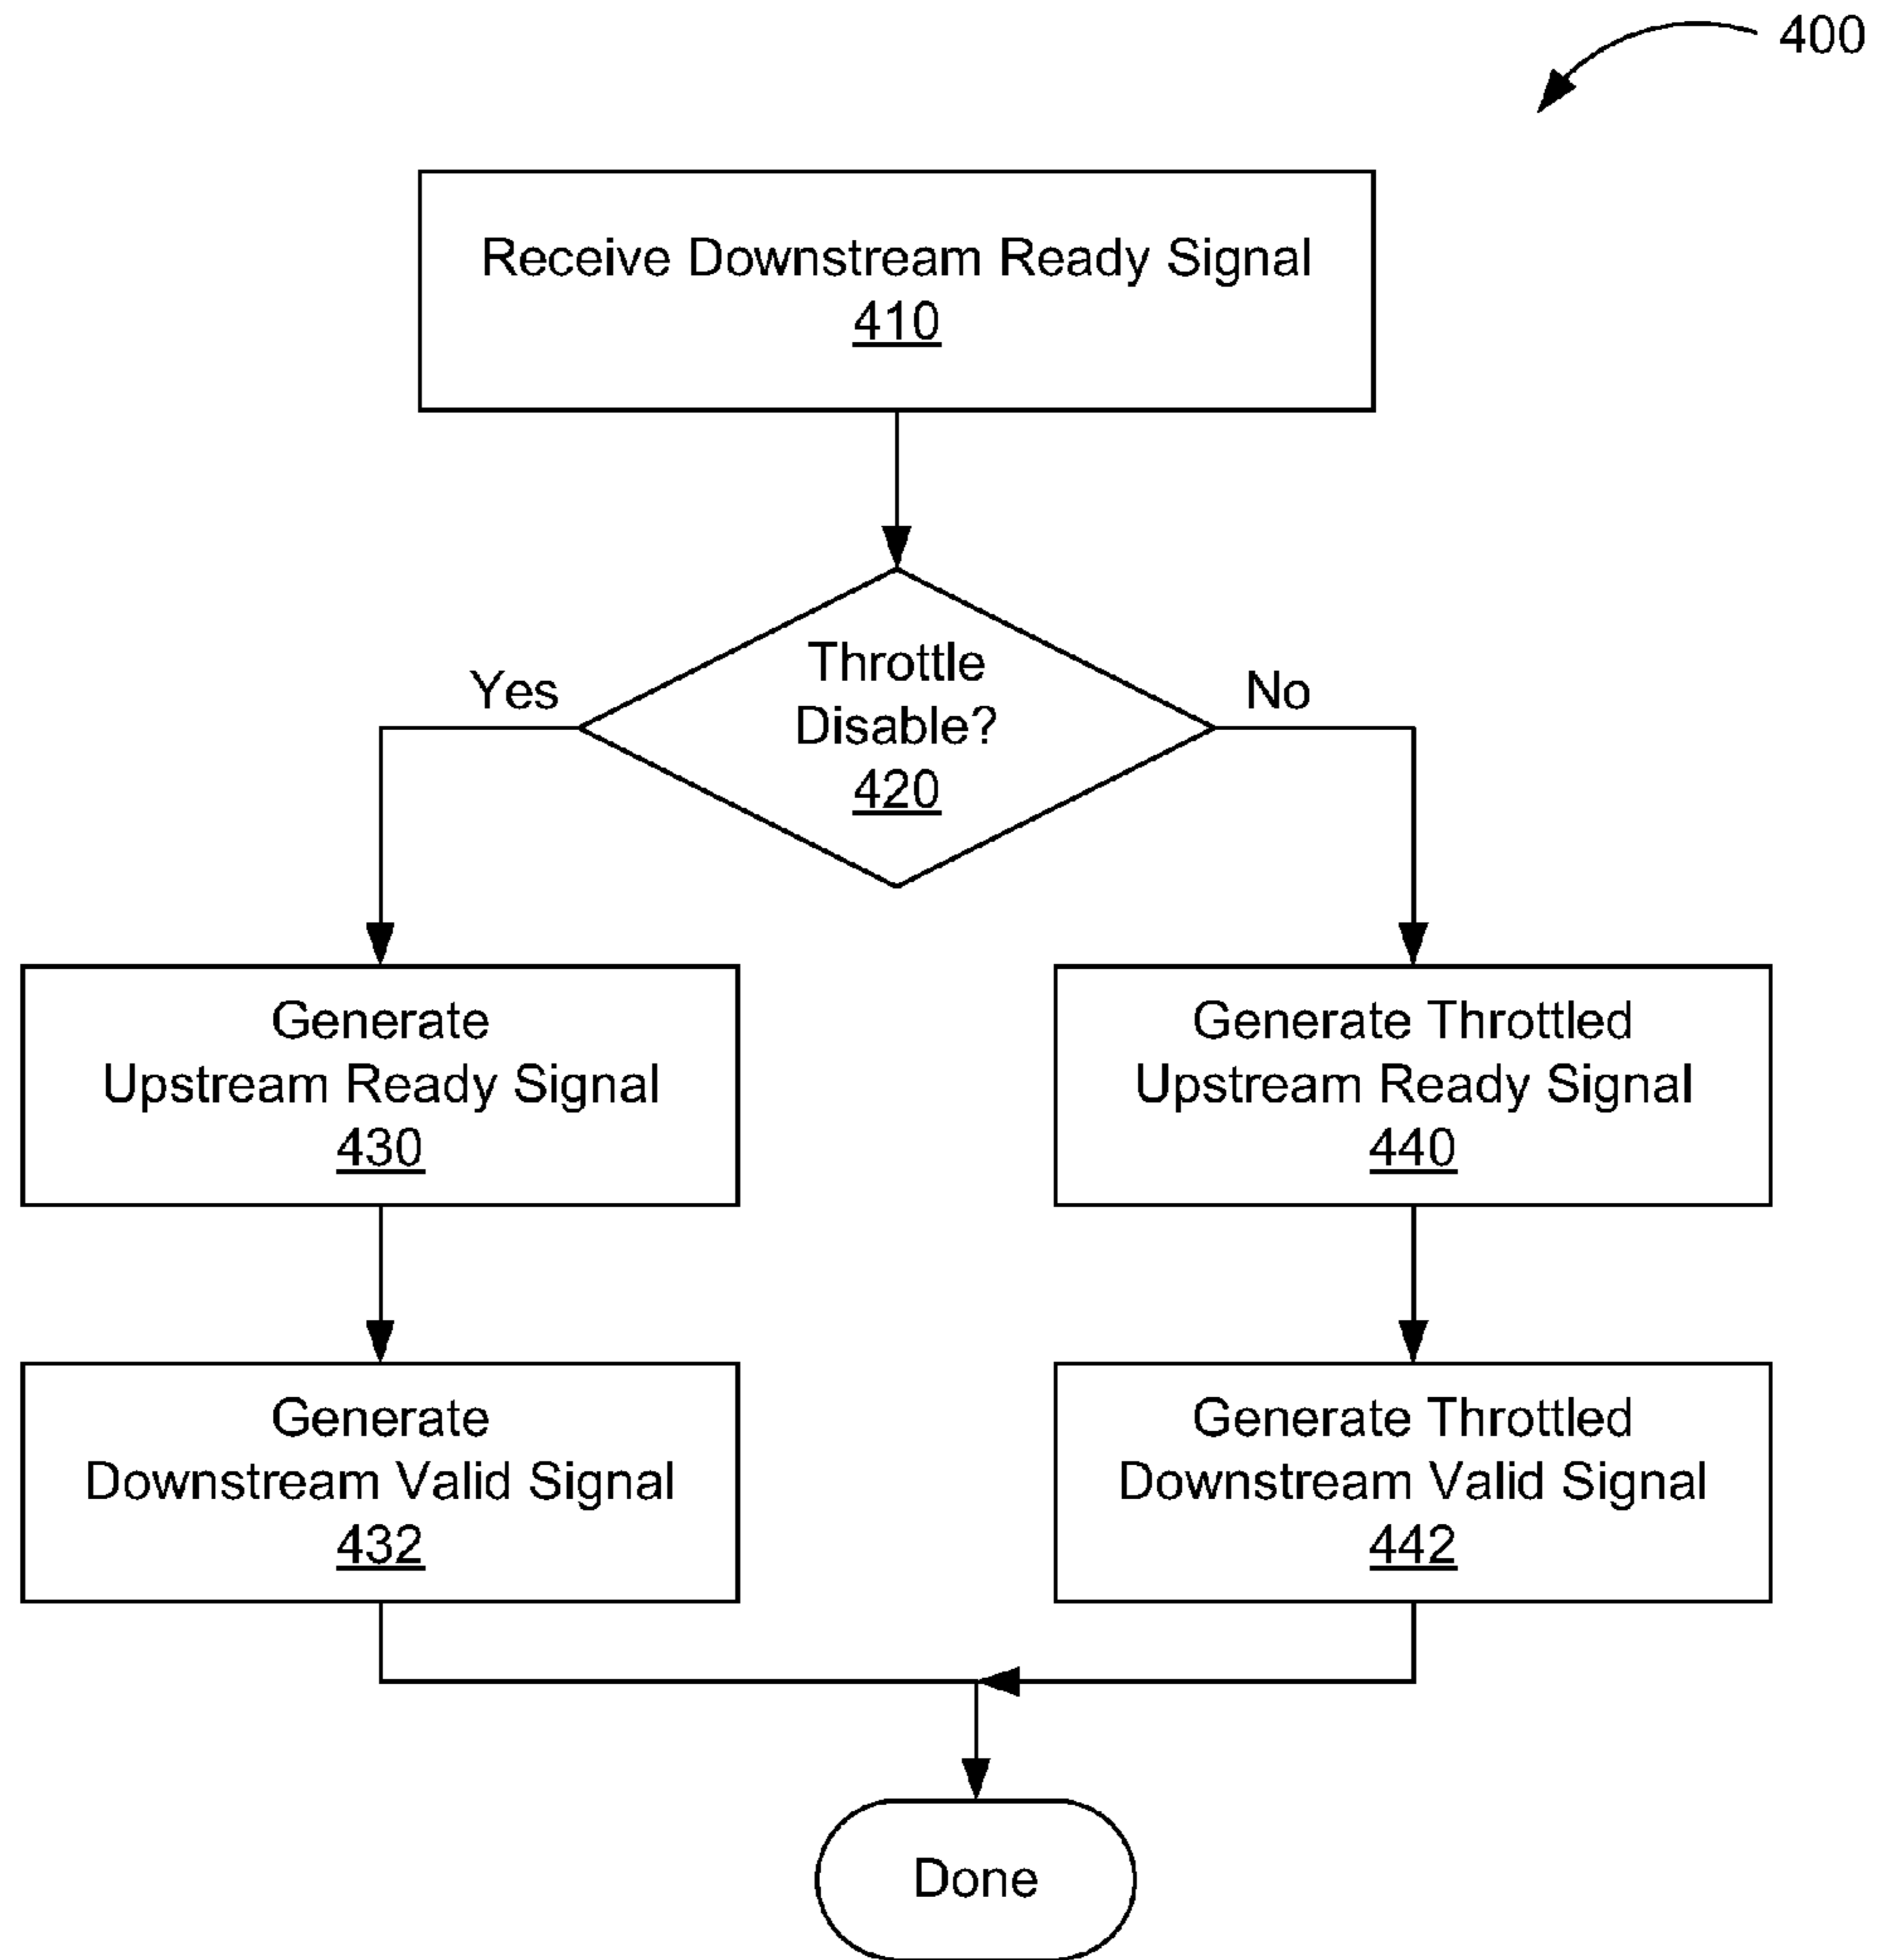 400
Receive Downstream Ready Signal
410
Throttle
Disable?
420
Yes
No
Generate
Upstream Ready Signal
430
Generate Throttled
Upstream Ready Signal
440
Generate
Downstream Valid Signal
432
Generate Throttled
Downstream Valid Signal
442
Done